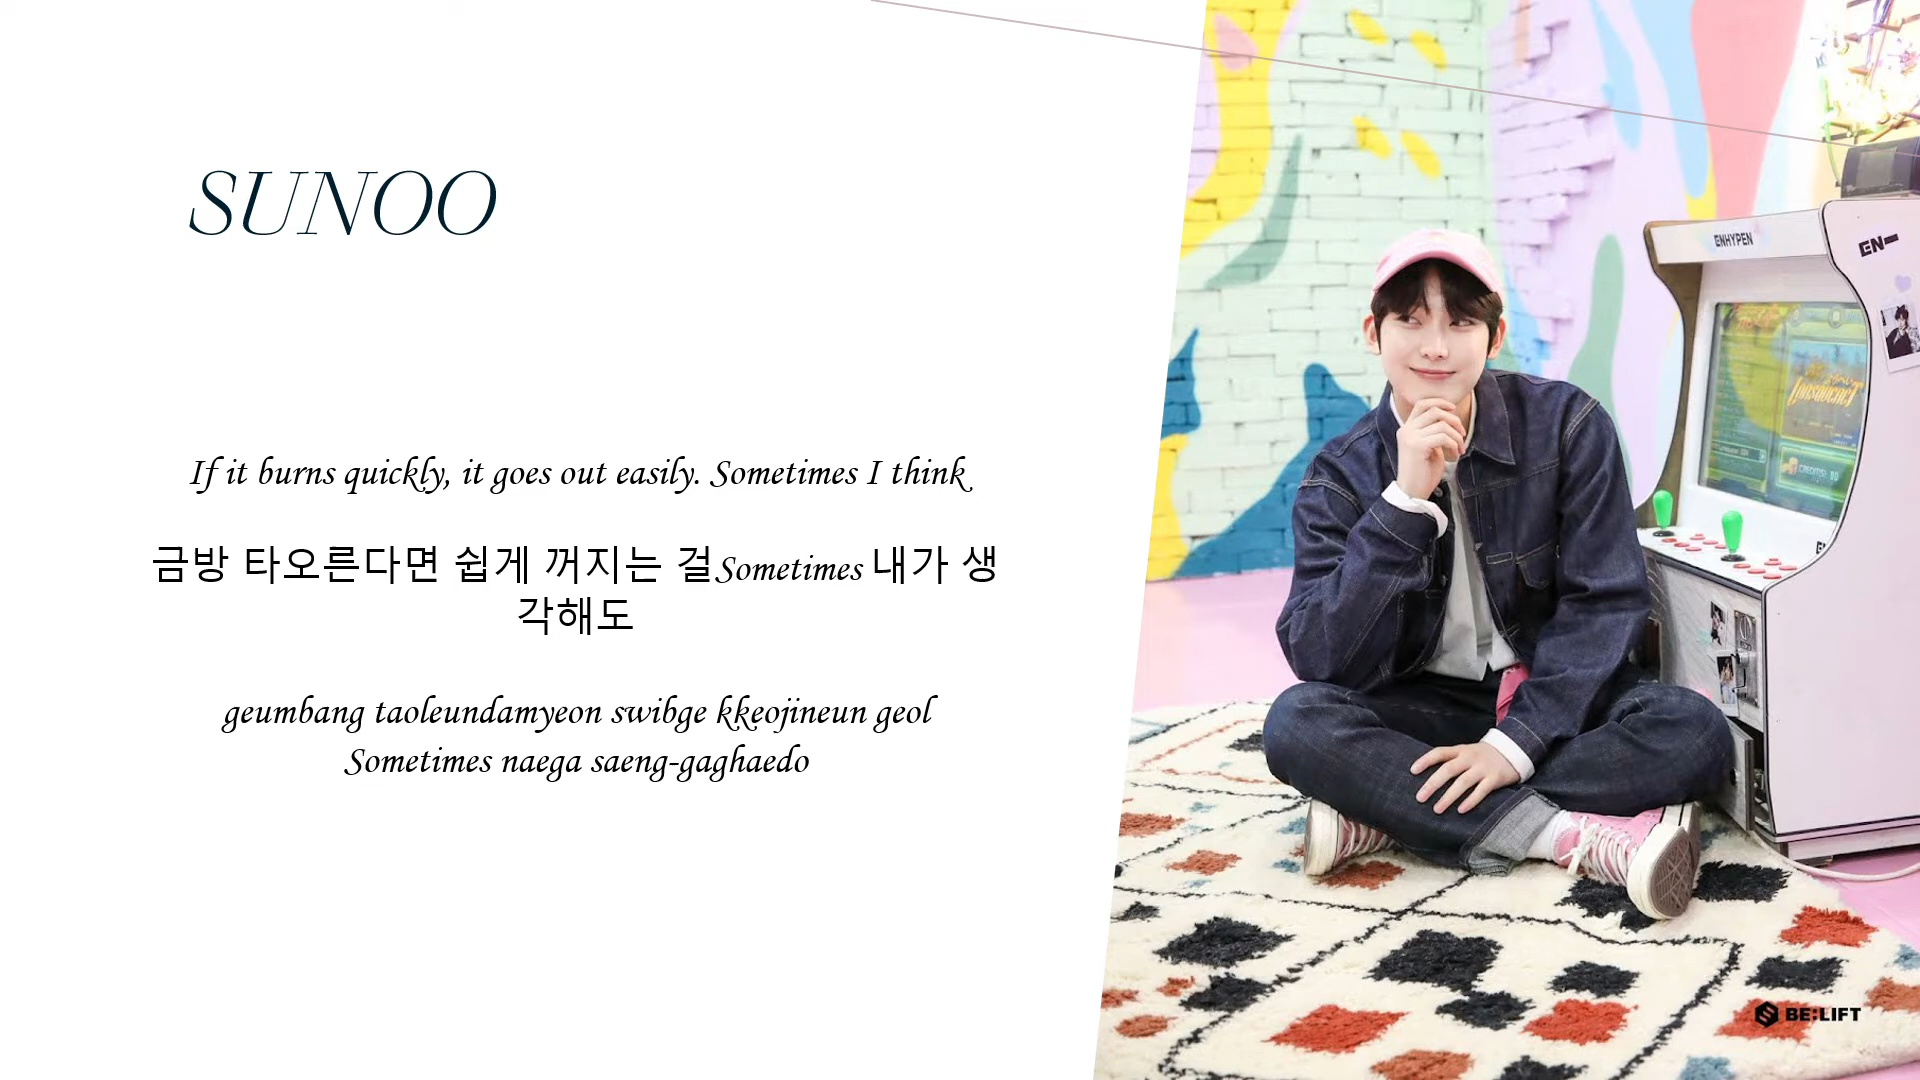 SUNOO
If it burns quickly, it goes out easily. Sometimes I think
금방 타오른다면 쉽게 꺼지는 걸Sometimes 내가 생
각해도
geumbang taoleundamyeon swibge kkeojineun geol
Sometimes naega saeng-gaghaedo
ENHYPEN
EN-
CREDITS: 00
BE:LIFT